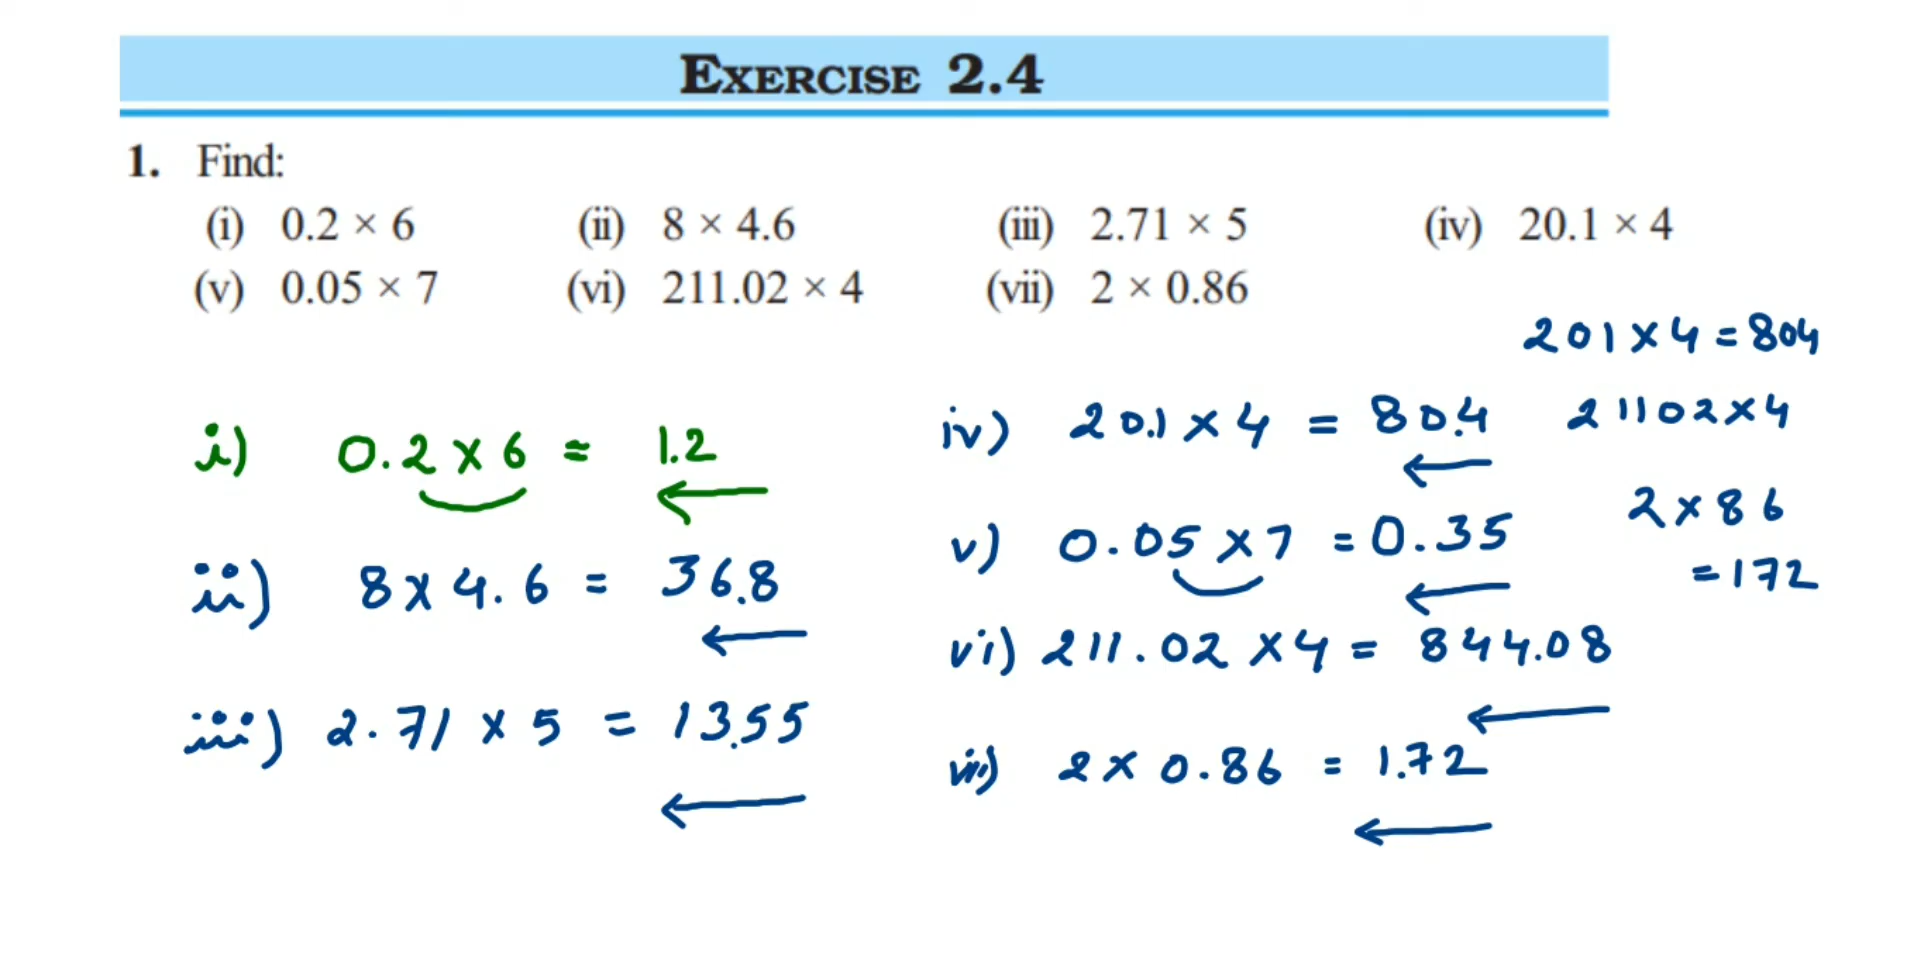 EXERCISE 2.4
1. Find:
(i) 0.2 × 6 (ii) 8 × 4.6 (iii) 2.71 × 5 (iv) 20.1 × 4
(v) 0.05 × 7 (vi) 211.02 × 4 (vii) 2 × 0.86
i) 0.2 × 6 = 1.2
ii) 8 × 4.6 = 36.8
iii) 2.71 × 5 = 13.55
iv) 20.1 × 4 = 80.4
v) 0.05 × 7 = 0.35
vi) 211.02 × 4 = 844.08
vii) 2 × 0.86 = 1.72
201 × 4 = 804
21102 × 4
2 × 86
= 172